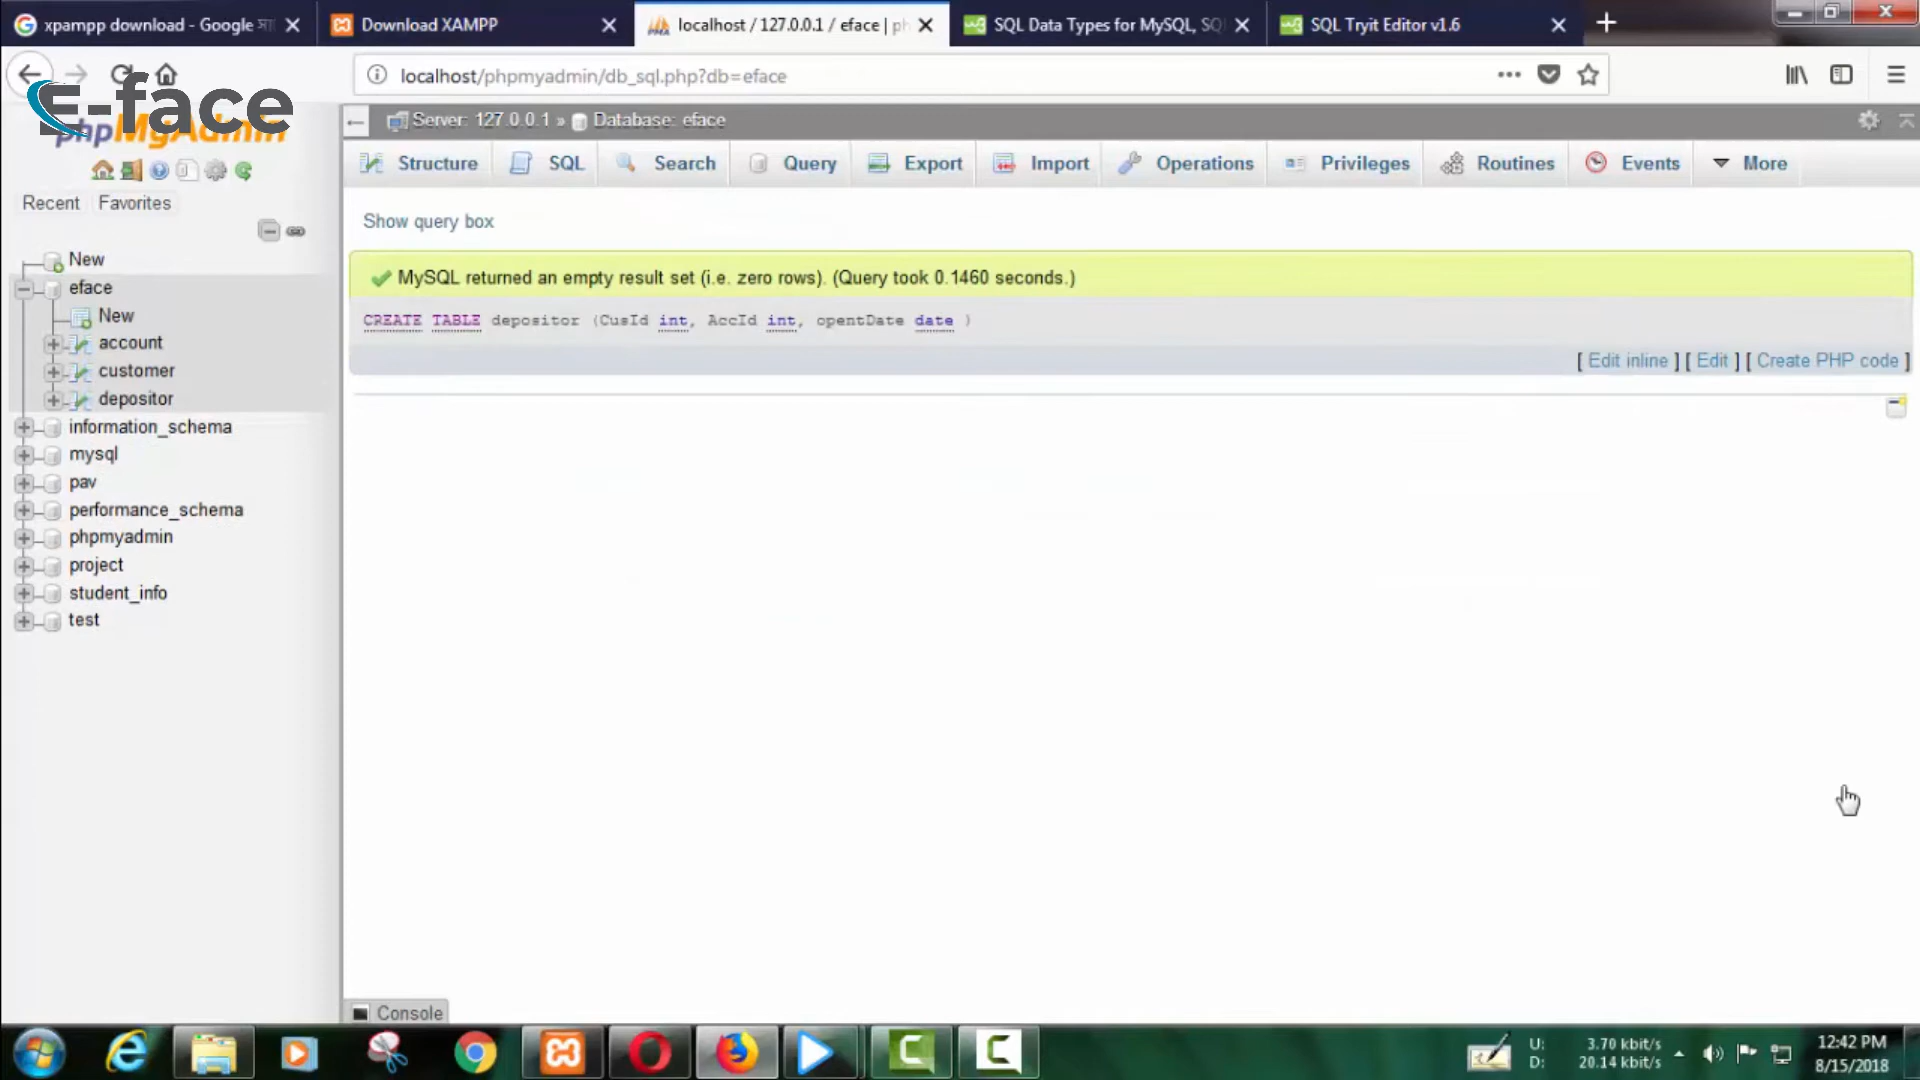 xpampp download - Google
Download XAMPP
localhost / 127.0.0.1 / eface | ph
SQL Data Types for MySQL, SQ
SQL Tryit Editor v1.6
localhost/phpmyadmin/db_sql.php?db=eface
E-face
phpMyAdmin
Server: 127.0.0.1 » Database: eface
Structure SQL Search Query Export Import Operations Privileges Routines Events More
Recent Favorites
Show query box
New
eface
New
account
customer
depositor
information_schema
mysql
pav
performance_schema
phpmyadmin
project
student_info
test
MySQL returned an empty result set (i.e. zero rows). (Query took 0.1460 seconds.)
CREATE TABLE depositor (CusId int, AccId int, opentDate date )
[ Edit inline ] [ Edit ] [ Create PHP code ]
Console
U: 3.70 kbit/s
D: 20.14 kbit/s
12:42 PM
8/15/2018